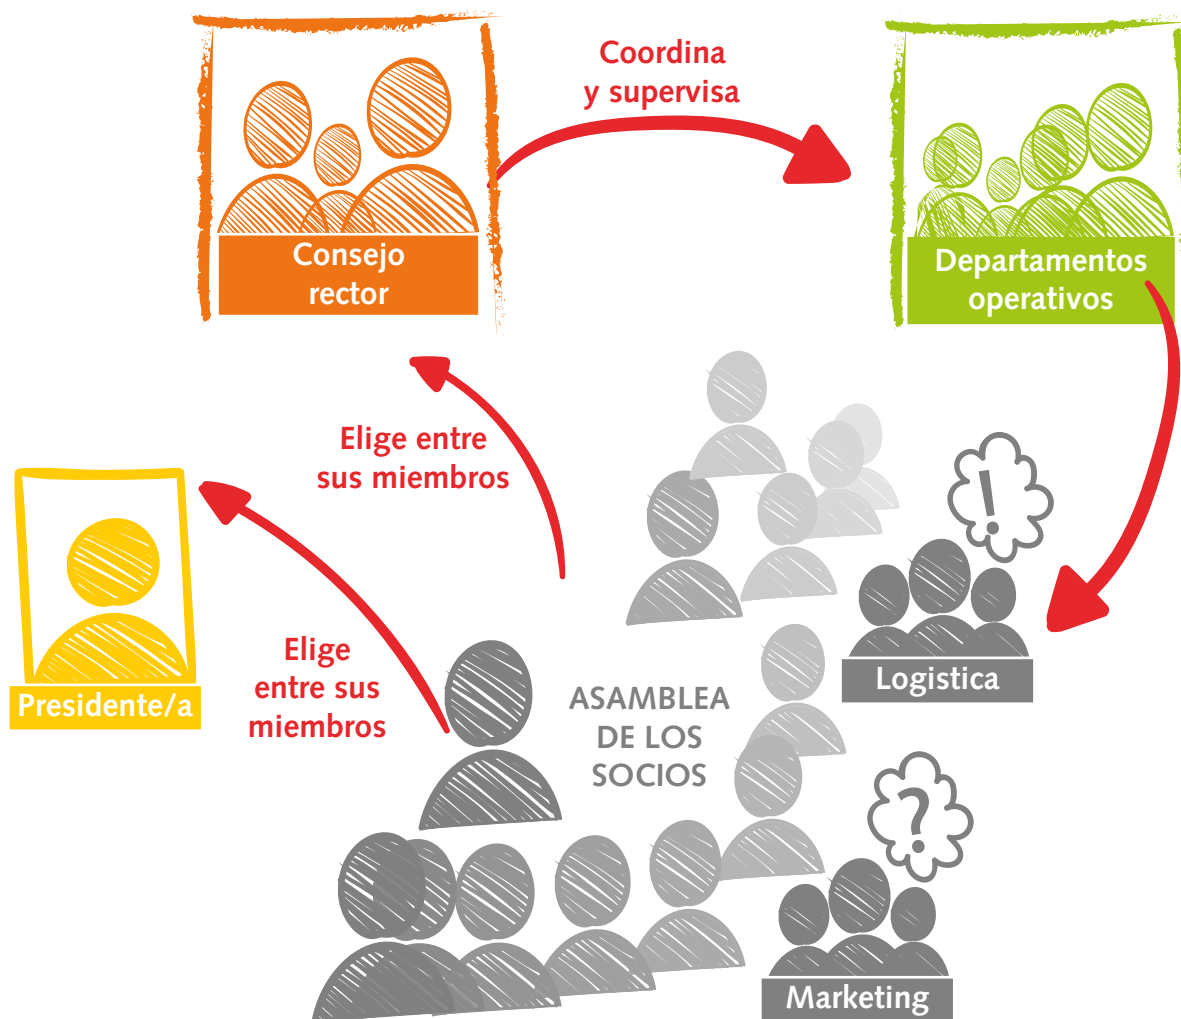 Coordina
y supervisa
Consejo
rector
Departamentos
operativos
Elige entre
sus miembros
!
Presidente/a
Elige
entre sus
miembros
Logistica
ASAMBLEA
DE LOS
SOCIOS
?
Marketing